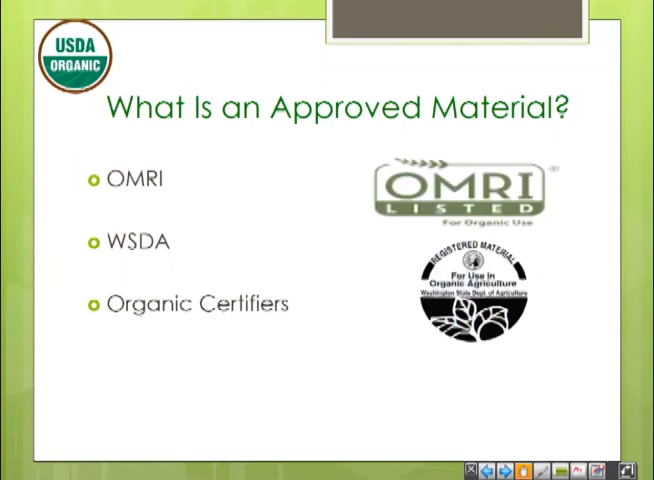 USDA
ORGANIC
What Is an Approved Material?
OMRI
WSDA
Organic Certifiers
OMRI ®
LISTED
For Organic Use
REGISTERED MATERIAL
For Use in
Organic Agriculture
Washington State Dept. of Agriculture